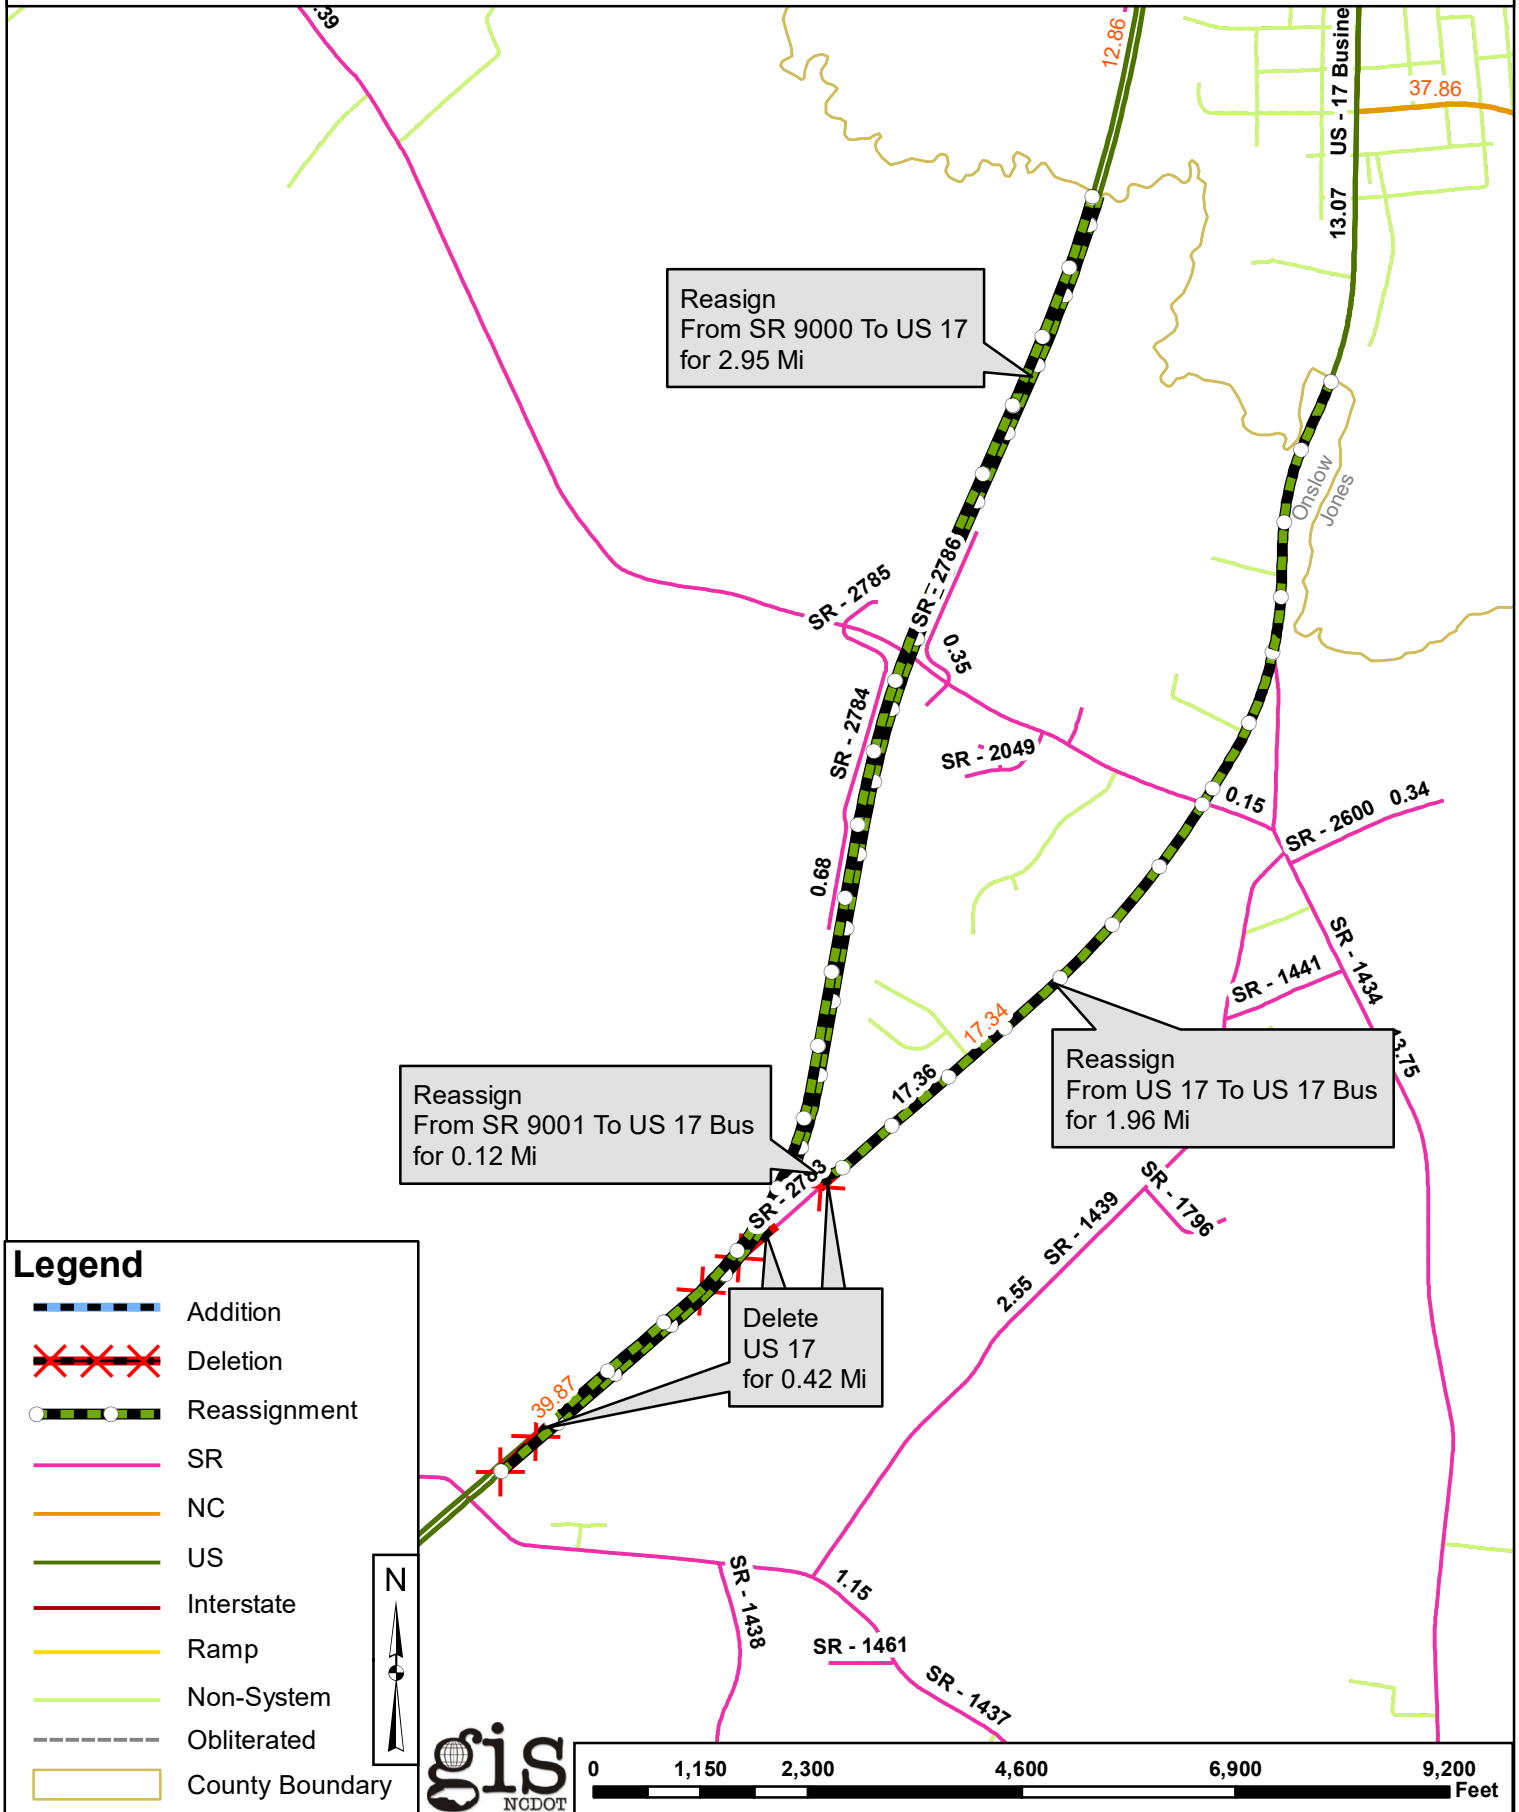 .39
12.86
US - 17 Busine
37.86
13.07
Reasign
From SR 9000 To US 17
for 2.95 Mi
Onslow
Jones
SR - 2786
SR - 2785
0.35
SR - 2784
SR - 2049
0.15
SR - 2600 0.34
0.68
SR - 1434
SR - 1441
17.34
Reassign
From US 17 To US 17 Bus
for 1.96 Mi
3.75
17.36
Reassign
From SR 9001 To US 17 Bus
for 0.12 Mi
SR - 2783
SR - 1796
SR - 1439
2.55
Delete
US 17
for 0.42 Mi
39.87
Legend
Addition
Deletion
Reassignment
SR
NC
US
Interstate
Ramp
Non-System
Obliterated
County Boundary
N
SR - 1438
1.15
SR - 1461
SR - 1437
gis
NCDOT
0 1,150 2,300 4,600 6,900 9,200
Feet